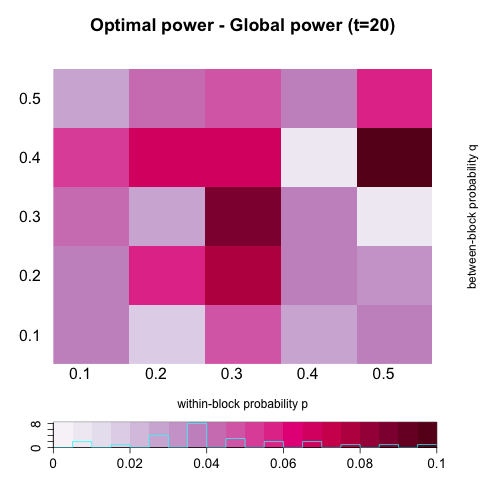 Optimal power - Global power (t=20)
0.5
0.4
0.3
0.2
0.1
between-block probability q
0.1 0.2 0.3 0.4 0.5
within-block probability p
0 8
0 0.02 0.04 0.06 0.08 0.1